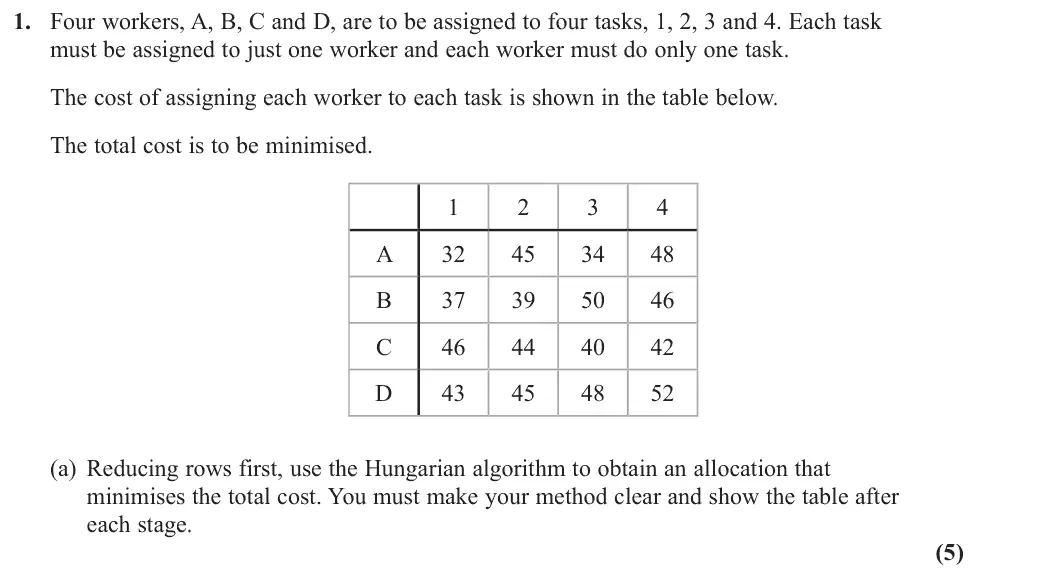 1. Four workers, A, B, C and D, are to be assigned to four tasks, 1, 2, 3 and 4. Each task
must be assigned to just one worker and each worker must do only one task.
The cost of assigning each worker to each task is shown in the table below.
The total cost is to be minimised.
1 2 3 4
A 32 45 34 48
B 37 39 50 46
C 46 44 40 42
D 43 45 48 52
(a) Reducing rows first, use the Hungarian algorithm to obtain an allocation that
minimises the total cost. You must make your method clear and show the table after
each stage.
(5)